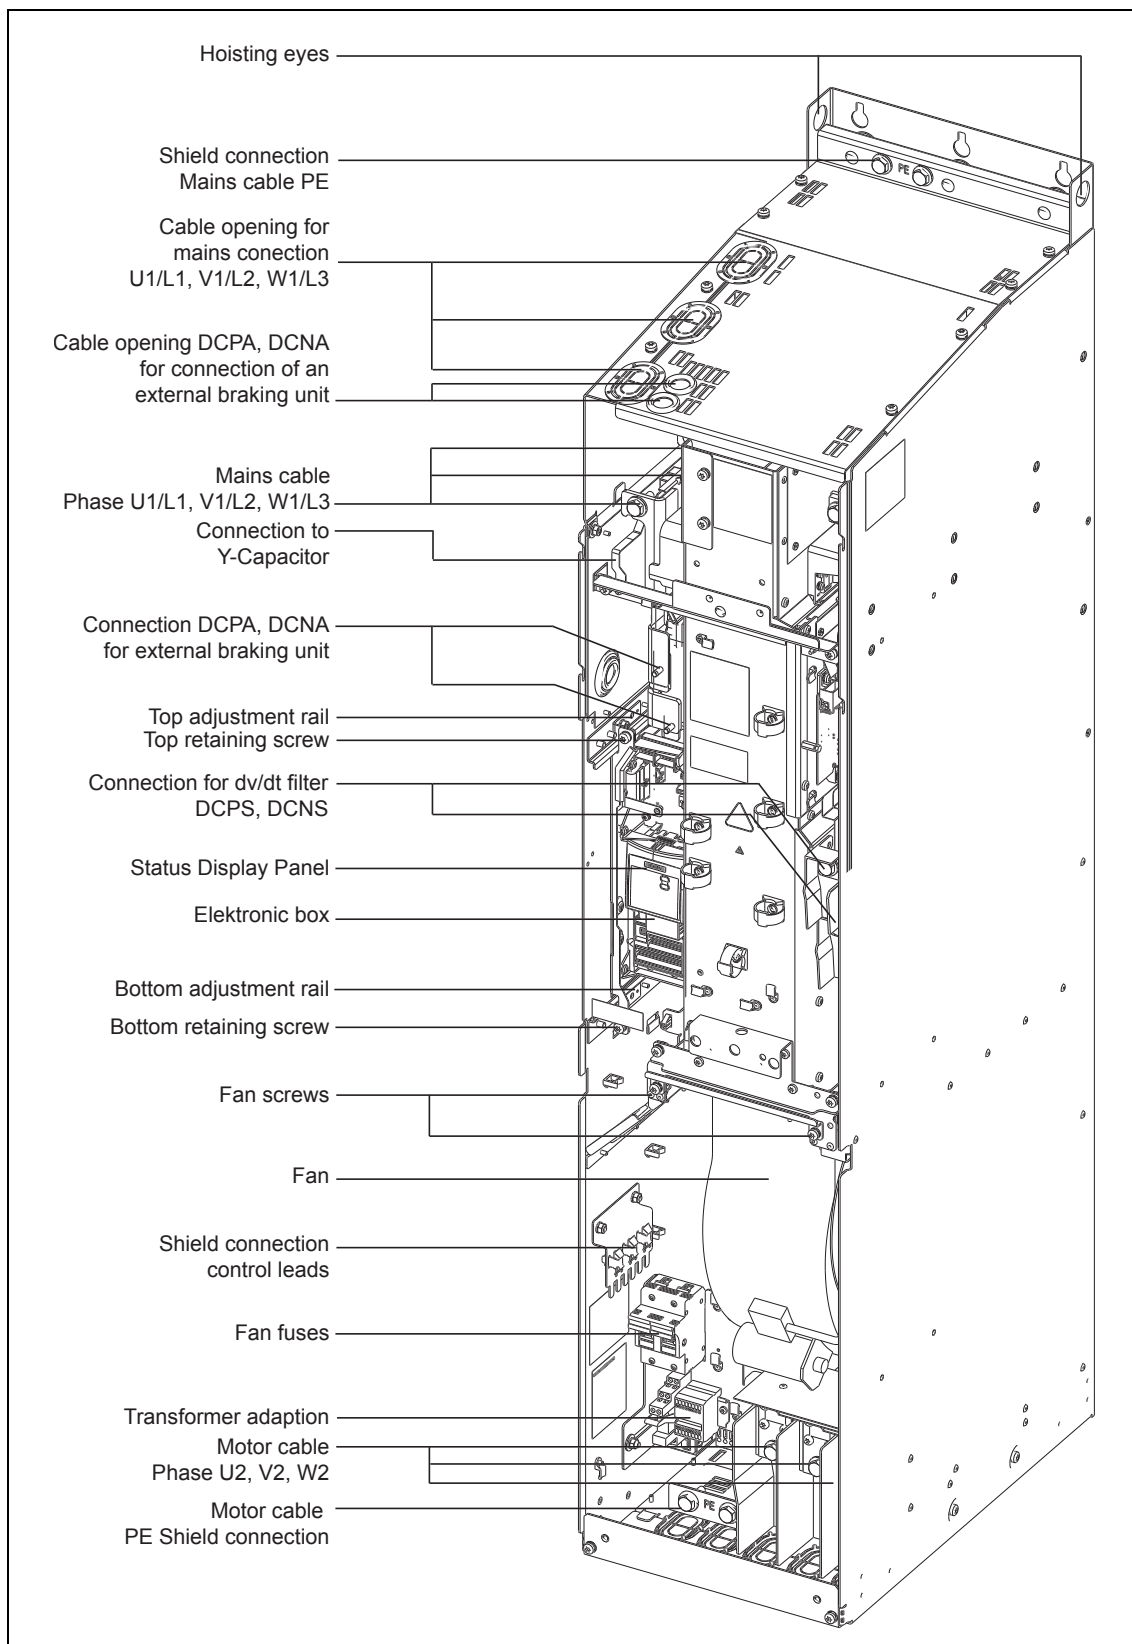 Hoisting eyes
Shield connection
Mains cable PE
PE
Cable opening for
mains conection
U1/L1, V1/L2, W1/L3
Cable opening DCPA, DCNA
for connection of an
external braking unit
Mains cable
Phase U1/L1, V1/L2, W1/L3
Connection to
Y-Capacitor
Connection DCPA, DCNA
for external braking unit
Top adjustment rail
Top retaining screw
Connection for dv/dt filter
DCPS, DCNS
Status Display Panel
Elektronic box
Bottom adjustment rail
Bottom retaining screw
Fan screws
Fan
Shield connection
control leads
Fan fuses
Transformer adaption
Motor cable
Phase U2, V2, W2
Motor cable
PE Shield connection
PE